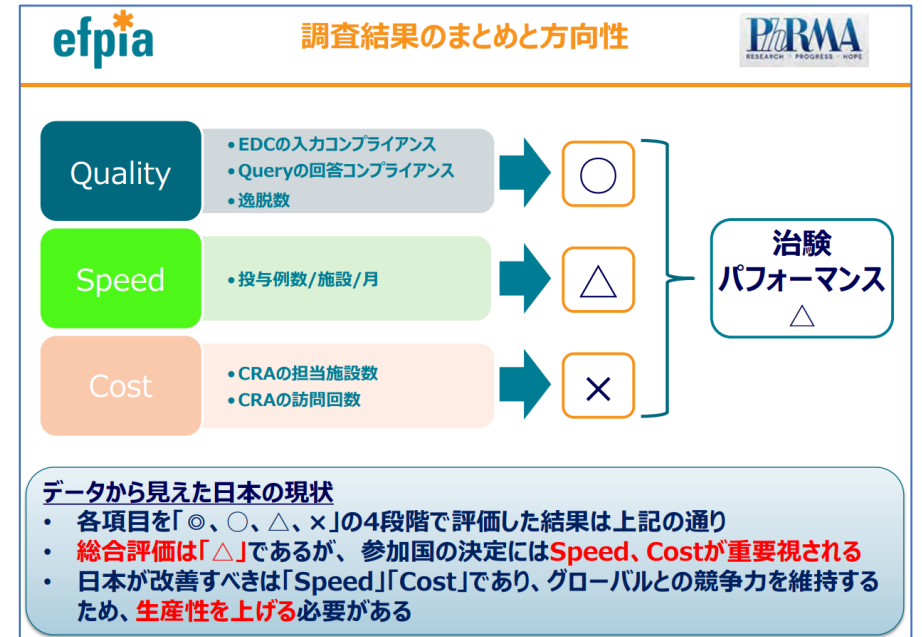 efpia
調査結果のまとめと方向性
PhRMA
RESEARCH • PROGRESS • HOPE
Quality
•EDCの入力コンプライアンス
•Queryの回答コンプライアンス
•逸脱数
○
Speed
•投与例数/施設/月
△
Cost
•CRAの担当施設数
•CRAの訪問回数
×
治験
パフォーマンス
△
データから見えた日本の現状
• 各項目を「◎、○、△、×」の4段階で評価した結果は上記の通り
• 総合評価は「△」であるが、参加国の決定にはSpeed、Costが重要視される
• 日本が改善すべきは「Speed」「Cost」であり、グローバルとの競争力を維持する
ため、生産性を上げる必要がある